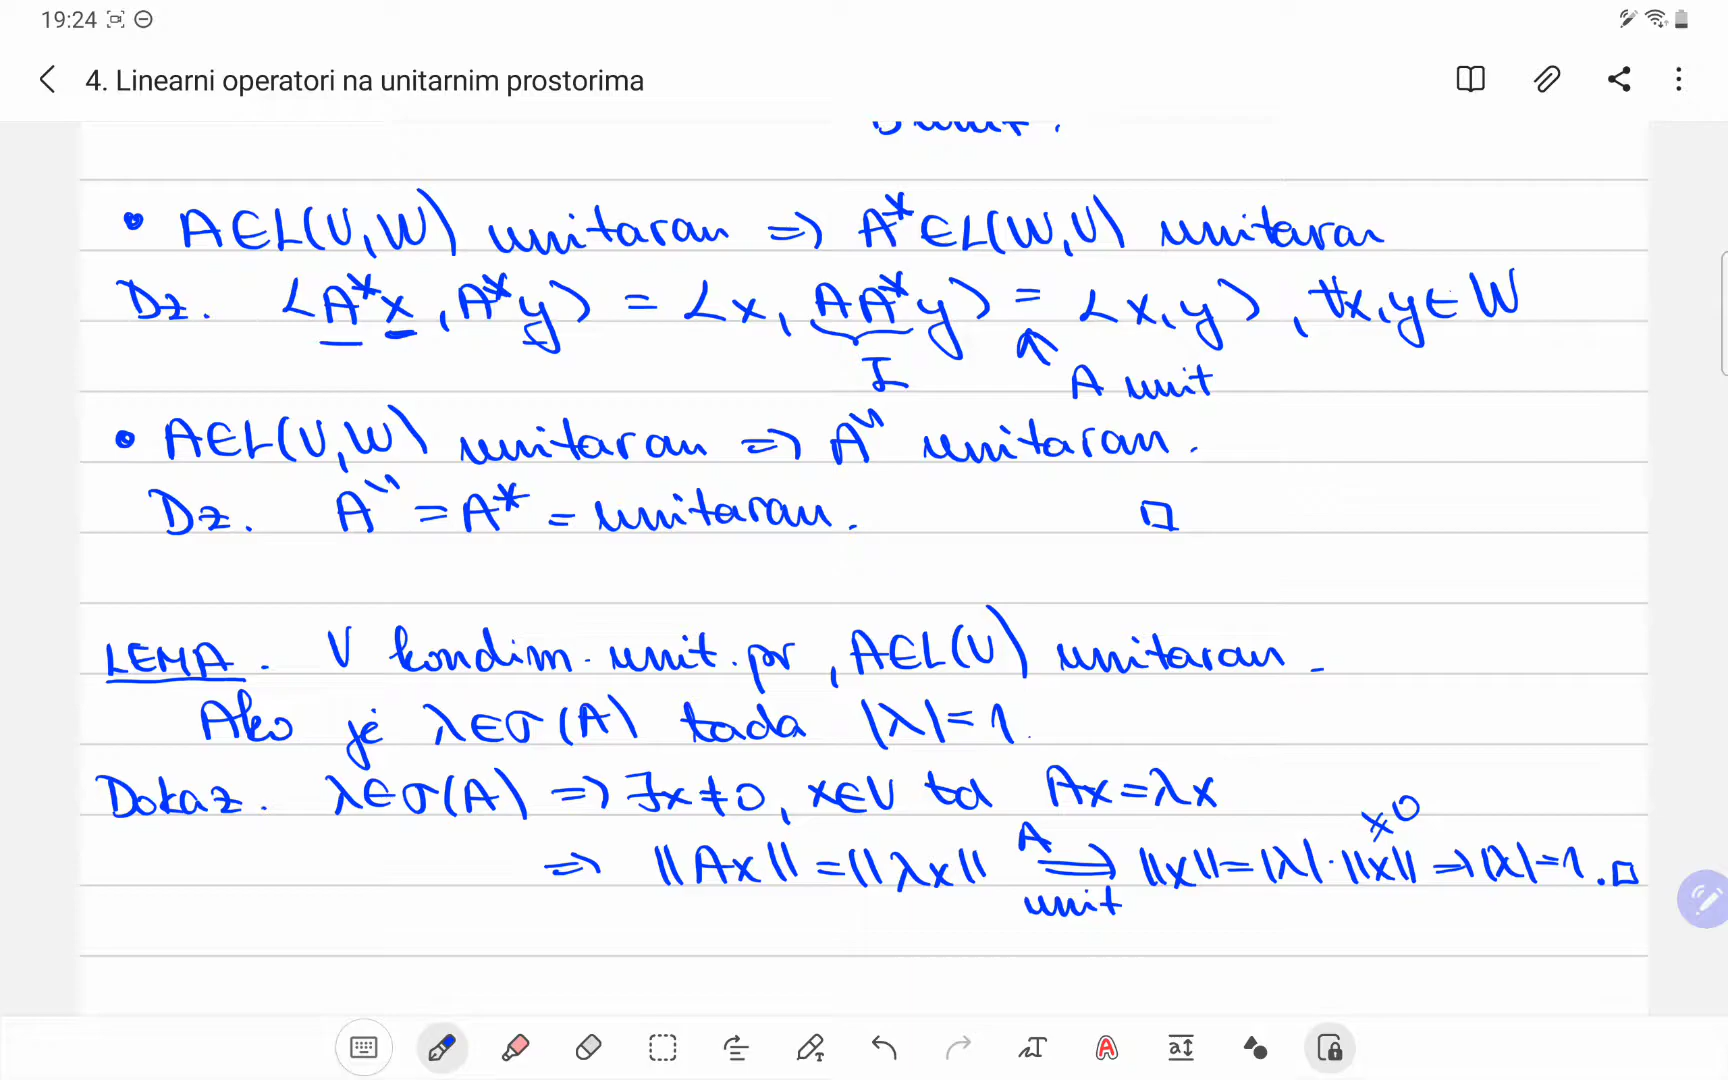 19:24
4. Linearni operatori na unitarnim prostorima
unit.
• A∈L(V,W) unitaran => A*∈L(W,V) unitaran
Dz. <A*x, A*y> = <x, AA*y> = <x,y>, ∀x,y∈W
I A unit
• A∈L(V,W) unitaran => A⁻¹ unitaran.
Dz. A⁻¹ = A* = unitaran. □
LEMA. V kondim. unit. pr, A∈L(V) unitaran.
Ako je λ∈σ(A) tada |λ|=1.
Dokaz. λ∈σ(A) => ∃x≠0, x∈V td Ax=λx
=> ||Ax|| = ||λx|| A unit => ||x|| = |λ|·||x|| ≠0 => |λ|=1. □